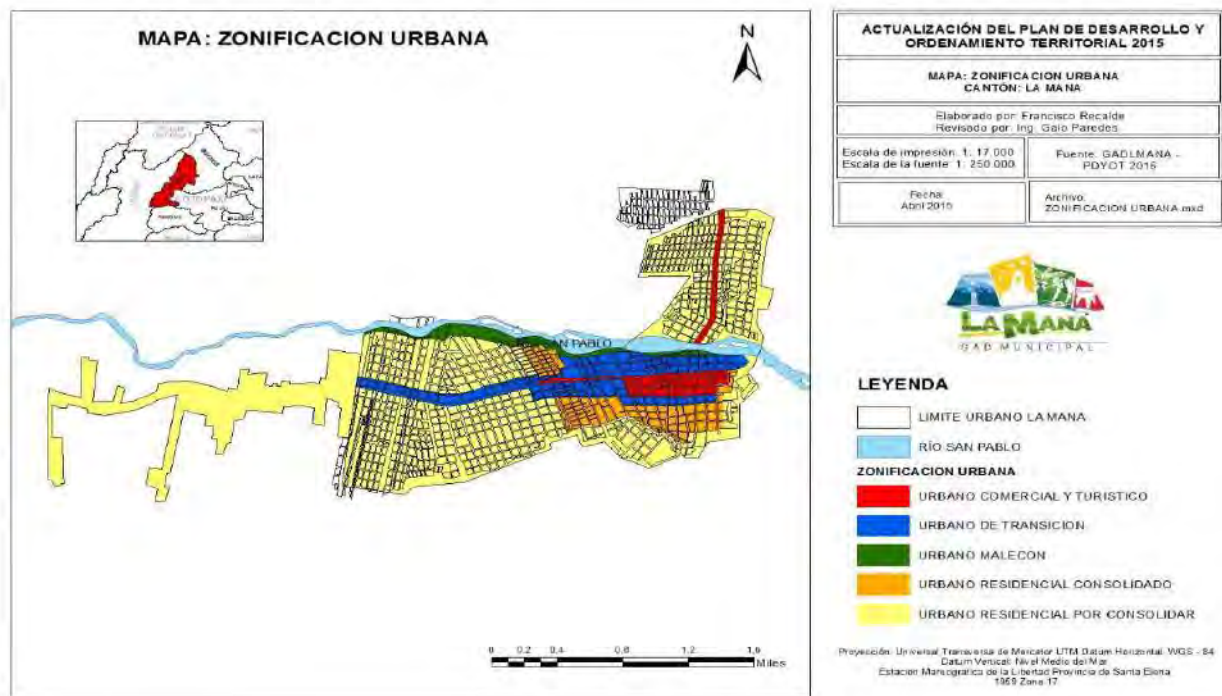 MAPA: ZONIFICACION URBANA
N
SAN PABLO
0 0.2 0.4 0.8 1.2 1.6
Miles
ACTUALIZACIÓN DEL PLAN DE DESARROLLO Y
ORDENAMIENTO TERRITORIAL 2015
MAPA: ZONIFICACION URBANA
CANTÓN: LA MANA
Elaborado por: Francisco Recalde
Revisado por: Ing. Galo Paredes
Escala de impresión: 1: 17.000
Escala de la fuente: 1: 250.000
Fuente: GADLMANA -
PDYOT 2015
Fecha:
Abril 2015
Archivo:
ZONIFICACION URBANA.mxd
LA MANÁ
GAD MUNICIPAL
LEYENDA
LIMITE URBANO LA MANA
RÍO SAN PABLO
ZONIFICACION URBANA
URBANO COMERCIAL Y TURISTICO
URBANO DE TRANSICION
URBANO MALECON
URBANO RESIDENCIAL CONSOLIDADO
URBANO RESIDENCIAL POR CONSOLIDAR
Proyección: Universal Transversa de Mercator UTM Datum Horizontal: WGS - 84
Datum Vertical: Nivel Medio del Mar
Estación Mareográfica de la Libertad Provincia de Santa Elena
1959 Zona 17